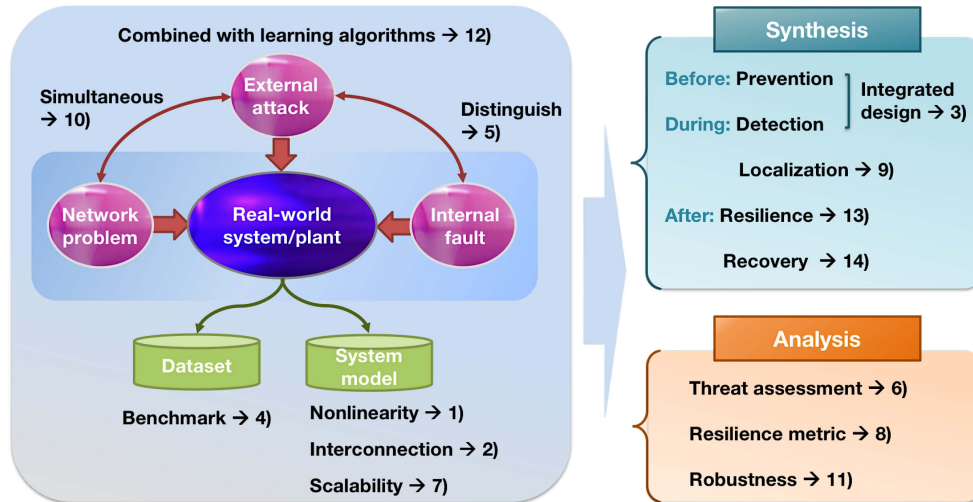 Combined with learning algorithms → 12)
External
attack
Simultaneous
→ 10)
Distinguish
→ 5)
Network
problem
Real-world
system/plant
Internal
fault
Dataset
System
model
Benchmark → 4)
Nonlinearity → 1)
Interconnection → 2)
Scalability → 7)
Synthesis
Before: Prevention
During: Detection
Integrated
design → 3)
Localization → 9)
After: Resilience → 13)
Recovery → 14)
Analysis
Threat assessment → 6)
Resilience metric → 8)
Robustness → 11)